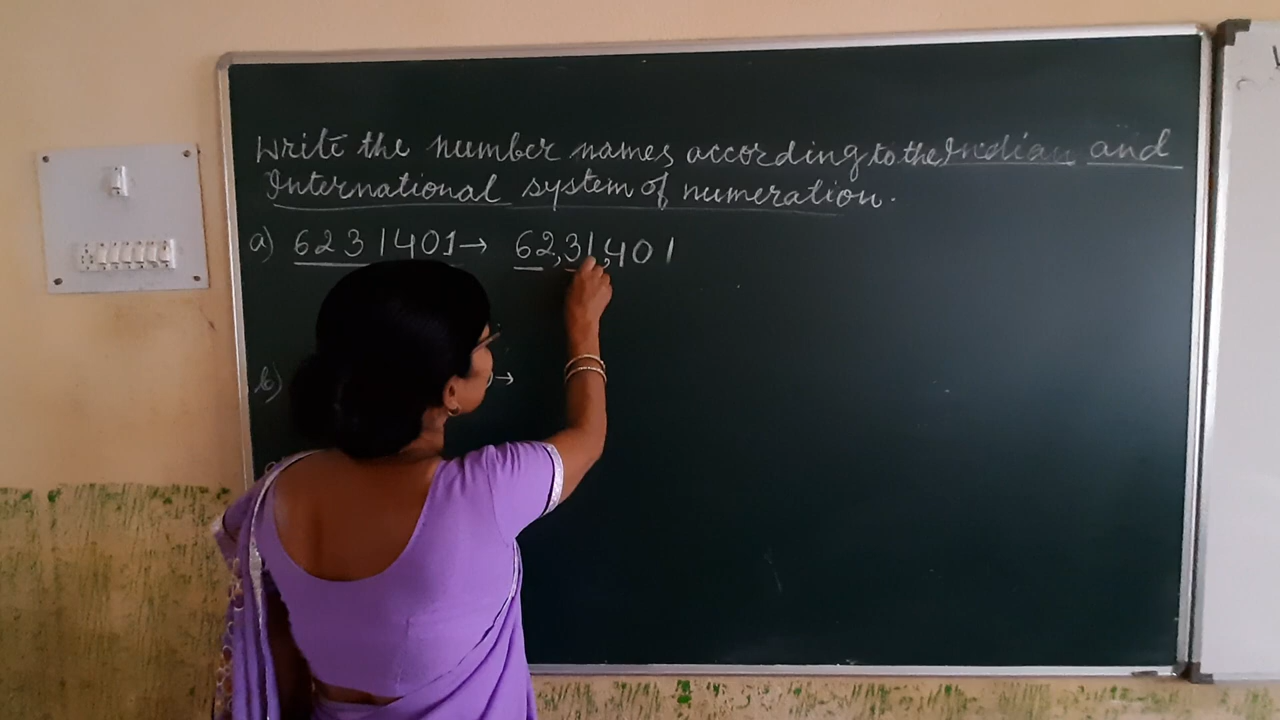 Write the number names according to the Indian and
International system of numeration.
a) 6231401→ 62,31,401
b) →